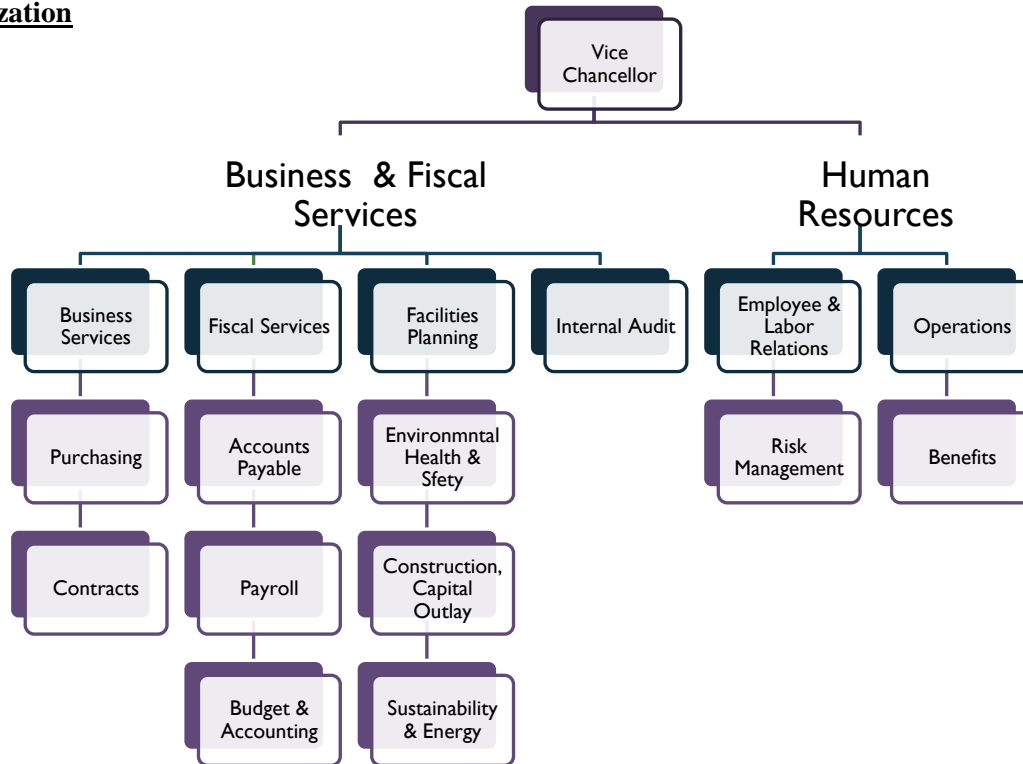 zation
Vice
Chancellor
Business & Fiscal
Services
Human
Resources
Business
Services
Fiscal Services
Facilities
Planning
Internal Audit
Employee &
Labor
Relations
Operations
Purchasing
Accounts
Payable
Environmntal
Health &
Sfety
Risk
Management
Benefits
Contracts
Payroll
Construction,
Capital
Outlay
Budget &
Accounting
Sustainability
& Energy